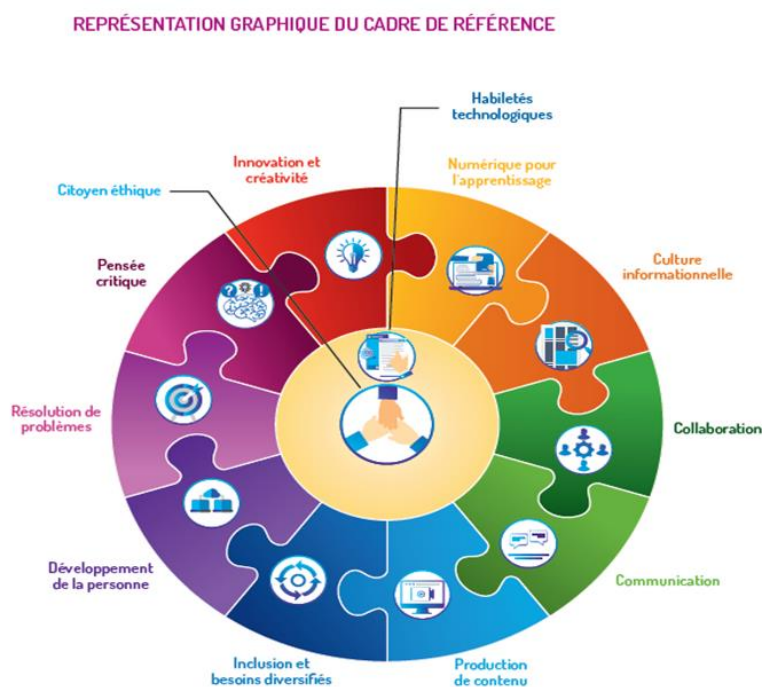 REPRÉSENTATION GRAPHIQUE DU CADRE DE RÉFÉRENCE
Habiletés
technologiques
Innovation et
créativité
Numérique pour
l'apprentissage
Citoyen éthique
Pensée
critique
Culture
informationnelle
Résolution de
problèmes
Collaboration
Développement
de la personne
Communication
Inclusion et
besoins diversifiés
Production
de contenu